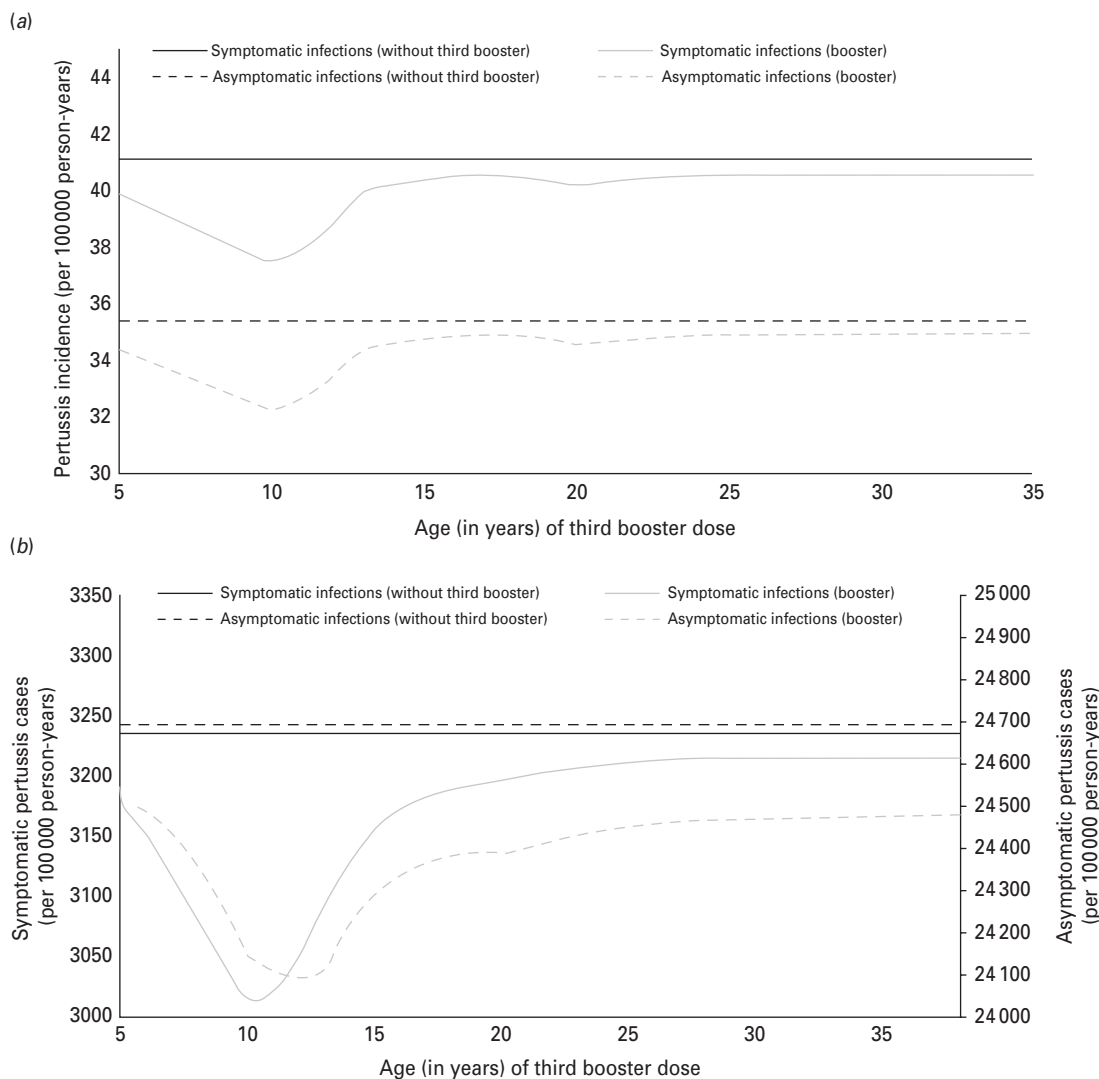 (a)
Symptomatic infections (without third booster)
Symptomatic infections (booster)
Asymptomatic infections (without third booster)
Asymptomatic infections (booster)
Pertussis incidence (per 100 000 person-years)
44
42
40
38
36
34
32
30
5 10 15 20 25 30 35
Age (in years) of third booster dose
(b)
Symptomatic infections (without third booster)
Symptomatic infections (booster)
Asymptomatic infections (without third booster)
Asymptomatic infections (booster)
Symptomatic pertussis cases
(per 100 000 person-years)
3350
3300
3250
3200
3150
3100
3050
3000
25 000
24 900
24 800
24 700
24 600
24 500
24 400
24 300
24 200
24 100
24 000
Asymptomatic pertussis cases
(per 100 000 person-years)
5 10 15 20 25 30 35
Age (in years) of third booster dose